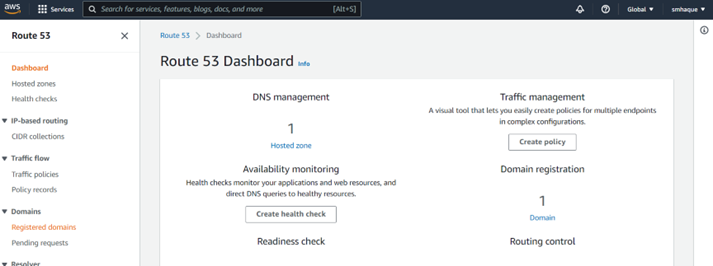 aws
Services
Search for services, features, blogs, docs, and more
[Alt+S]
Global
smhaque
Route 53
Dashboard
Hosted zones
Health checks
IP-based routing
CIDR collections
Traffic flow
Traffic policies
Policy records
Domains
Registered domains
Pending requests
Resolver
Route 53 > Dashboard
Route 53 Dashboard Info
DNS management
1
Hosted zone
Traffic management
A visual tool that lets you easily create policies for multiple endpoints
in complex configurations.
Create policy
Availability monitoring
Health checks monitor your applications and web resources, and
direct DNS queries to healthy resources.
Create health check
Domain registration
1
Domain
Readiness check
Routing control